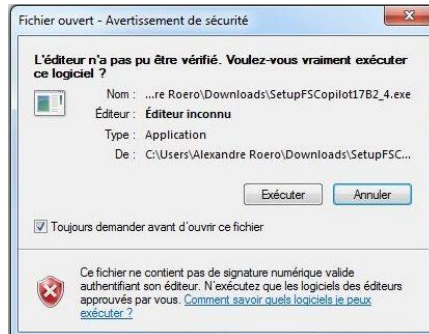 Fichier ouvert - Avertissement de sécurité
x
L'éditeur n'a pas pu être vérifié. Voulez-vous vraiment exécuter
ce logiciel ?
Nom : ...re Roero\Downloads\SetupFSCopilot17B2_4.exe
Éditeur : Éditeur inconnu
Type : Application
De : C:\Users\Alexandre Roero\Downloads\SetupFSC...
Exécuter Annuler
Toujours demander avant d'ouvrir ce fichier
Ce fichier ne contient pas de signature numérique valide
authentifiant son éditeur. N'exécutez que les logiciels des éditeurs
approuvés par vous. Comment savoir quels logiciels je peux
exécuter ?